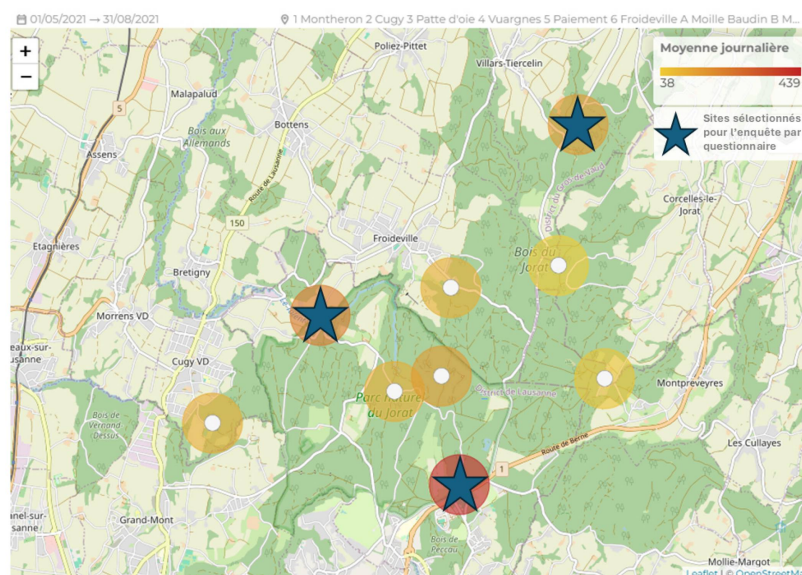 01/05/2021 → 31/08/2021
1 Montheron 2 Cugy 3 Patte d'oie 4 Vuargnes 5 Paiement 6 Froideville A Moille Baudin B M...
+
−
Moyenne journalière
38 439
Sites sélectionnés
pour l'enquête par
questionnaire
Poliez-Pittet
Villars-Tiercelin
Malapalud
Bottens
Bois aux
Allemands
5
Assens
Route de Lausanne
Corcelles-le-
Jorat
150
Froideville
Etagnières
Bois du
Jorat
Bretigny
Morrens VD
Cugy VD
Parc nature
du Jorat
Montpreveyres
Bois de
Vernand
Dessus
Route de Berne
Les Cullayes
1
Grand-Mont
Bois de
Peccau
Mollie-Margot
Leaflet | © OpenStreetMa